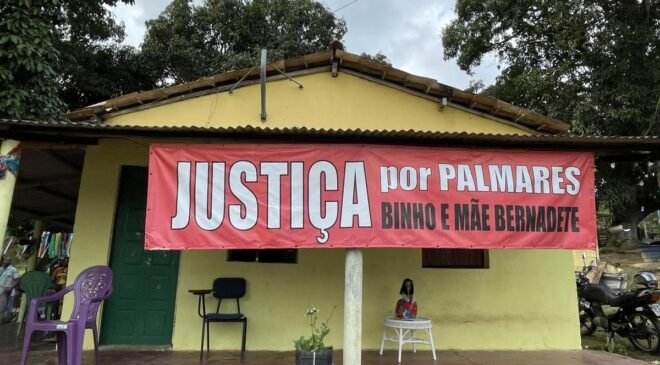 JUSTIÇA por PALMARES
BINHO E MÃE BERNADETE